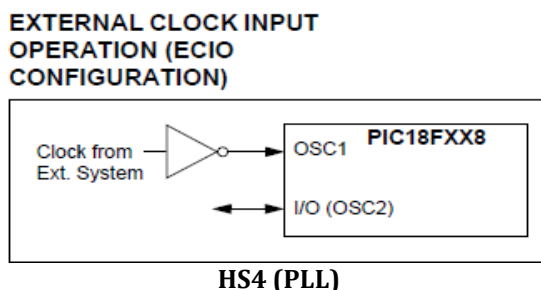 EXTERNAL CLOCK INPUT
OPERATION (ECIO
CONFIGURATION)
Clock from
Ext. System
OSC1
PIC18FXX8
I/O (OSC2)
HS4 (PLL)